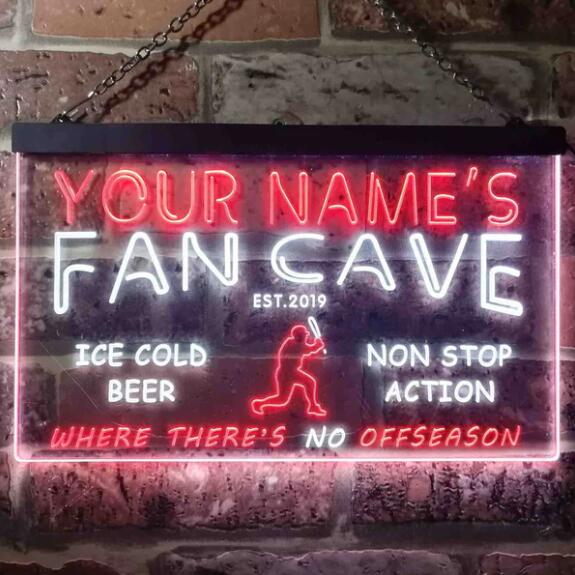 YOUR NAME'S
FAN CAVE
EST.2019
ICE COLD
BEER
NON STOP
ACTION
WHERE THERE'S NO OFFSEASON